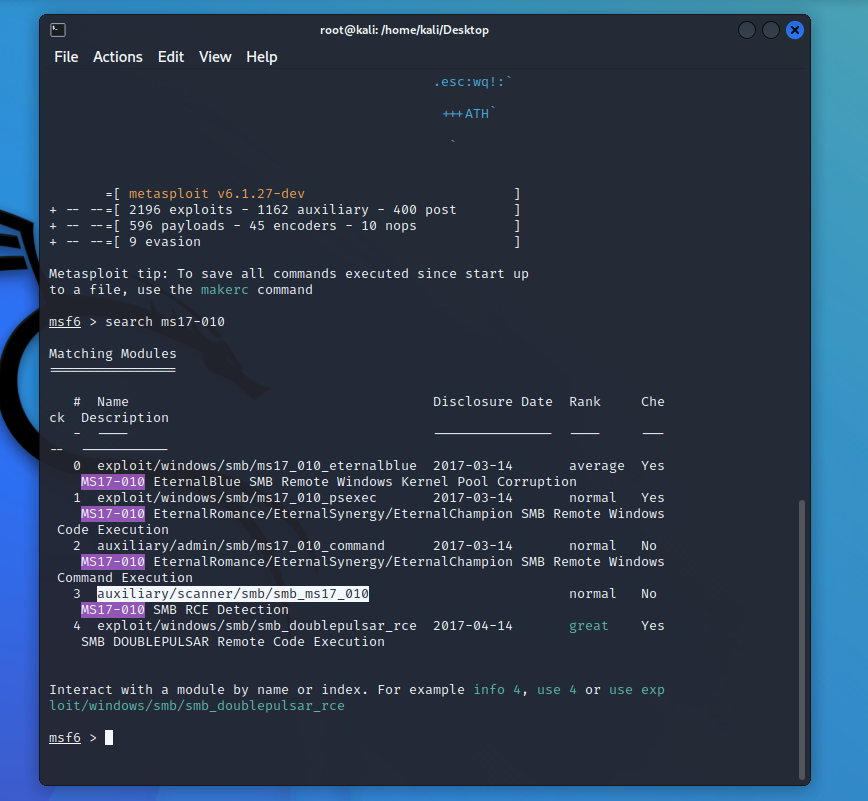 root@kali: /home/kali/Desktop
File Actions Edit View Help
.esc:wq!:`
+++ATH`
`
=[ metasploit v6.1.27-dev ]
+ -- --=[ 2196 exploits - 1162 auxiliary - 400 post ]
+ -- --=[ 596 payloads - 45 encoders - 10 nops ]
+ -- --=[ 9 evasion ]
Metasploit tip: To save all commands executed since start up
to a file, use the makerc command
msf6 > search ms17-010
Matching Modules
================
# Name Disclosure Date Rank Che
ck Description
- ---- --------------- ---- ---
-- -----------
0 exploit/windows/smb/ms17_010_eternalblue 2017-03-14 average Yes
MS17-010 EternalBlue SMB Remote Windows Kernel Pool Corruption
1 exploit/windows/smb/ms17_010_psexec 2017-03-14 normal Yes
MS17-010 EternalRomance/EternalSynergy/EternalChampion SMB Remote Windows
Code Execution
2 auxiliary/admin/smb/ms17_010_command 2017-03-14 normal No
MS17-010 EternalRomance/EternalSynergy/EternalChampion SMB Remote Windows
Command Execution
3 auxiliary/scanner/smb/smb_ms17_010 normal No
MS17-010 SMB RCE Detection
4 exploit/windows/smb/smb_doublepulsar_rce 2017-04-14 great Yes
SMB DOUBLEPULSAR Remote Code Execution
Interact with a module by name or index. For example info 4, use 4 or use exp
loit/windows/smb/smb_doublepulsar_rce
msf6 >